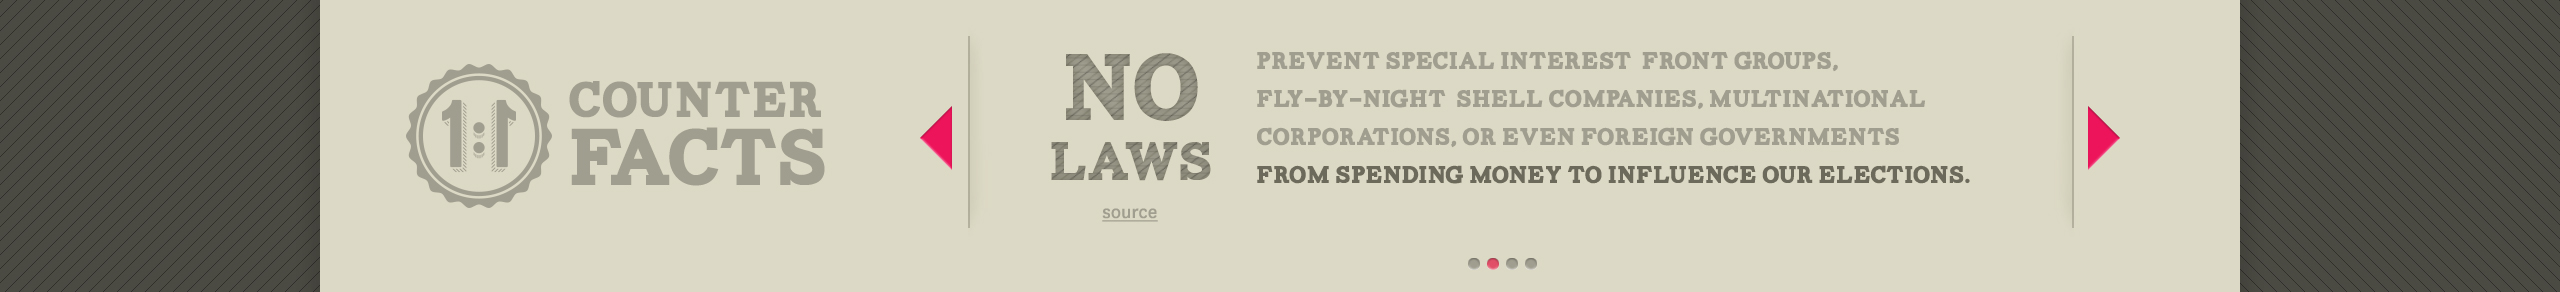 1:1
COUNTER
FACTS
NO
LAWS
source
PREVENT SPECIAL INTEREST FRONT GROUPS,
FLY-BY-NIGHT SHELL COMPANIES, MULTINATIONAL
CORPORATIONS, OR EVEN FOREIGN GOVERNMENTS
FROM SPENDING MONEY TO INFLUENCE OUR ELECTIONS.